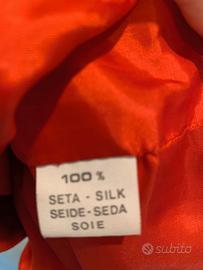 100 %
SETA - SILK
SEIDE-SEDA
SOIE
subito